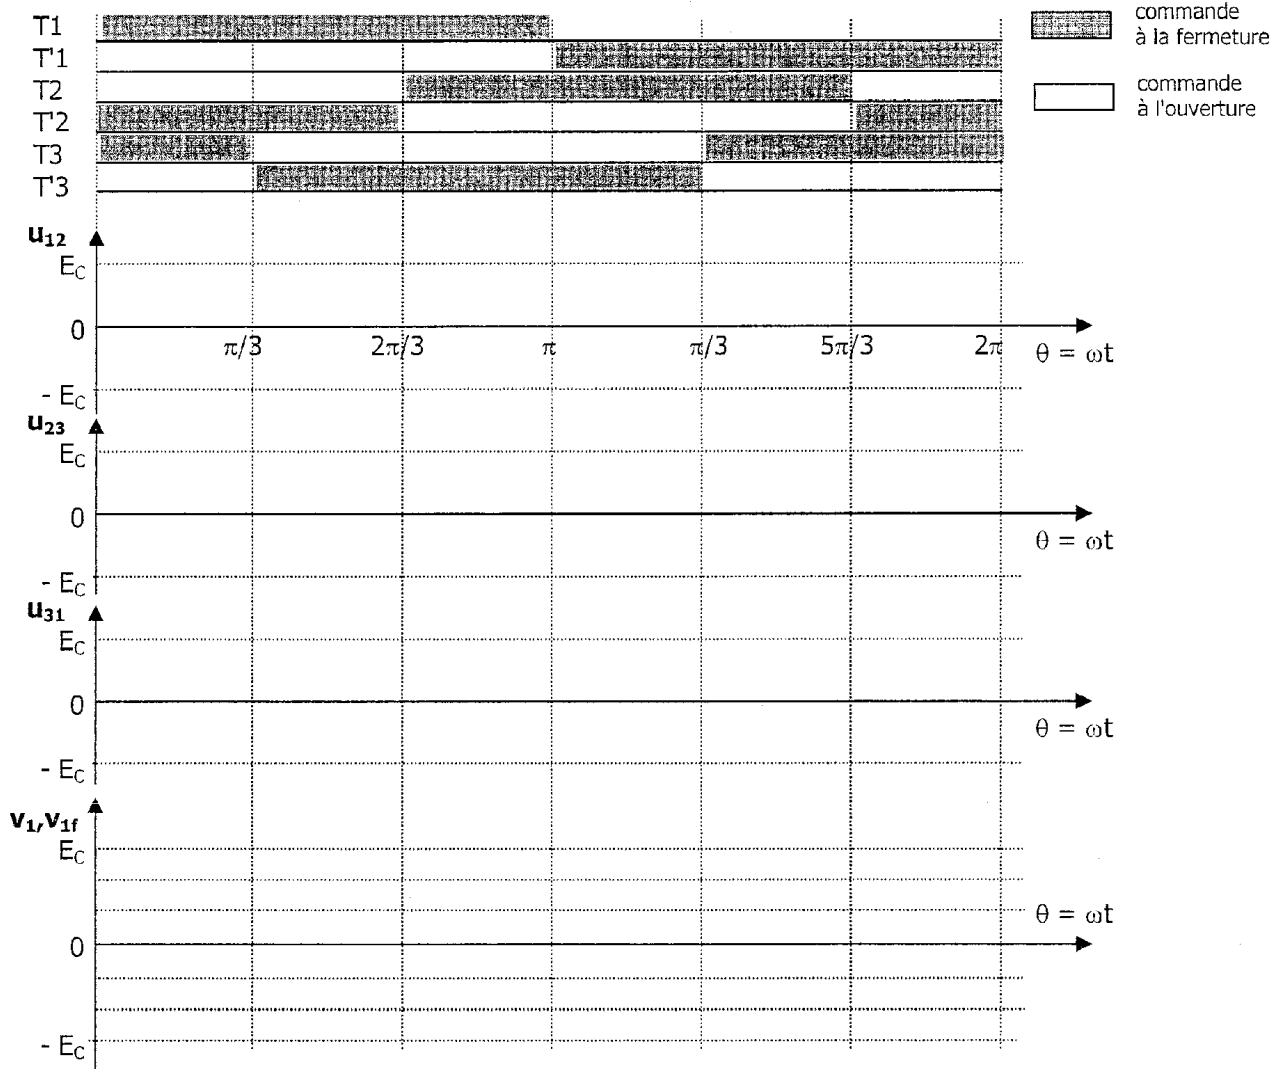 T1
T'1
T2
T'2
T3
T'3
commande
à la fermeture
commande
à l'ouverture
u12
EC
0
π/3 2π/3 π π/3 5π/3 2π
θ = ωt
- EC
u23
EC
0
θ = ωt
- EC
u31
EC
0
θ = ωt
- EC
v1,v1f
EC
θ = ωt
0
- EC